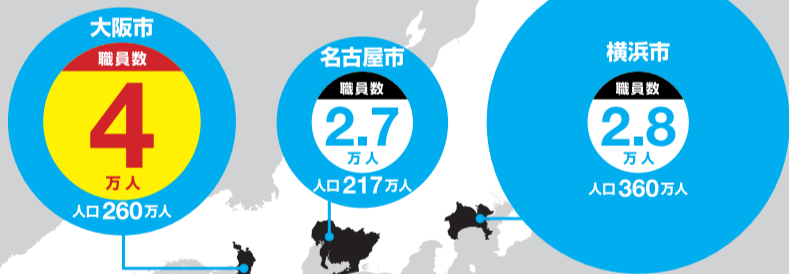 大阪市
職員数
4
万人
人口260万人
名古屋市
職員数
2.7
万人
人口217万人
横浜市
職員数
2.8
万人
人口360万人